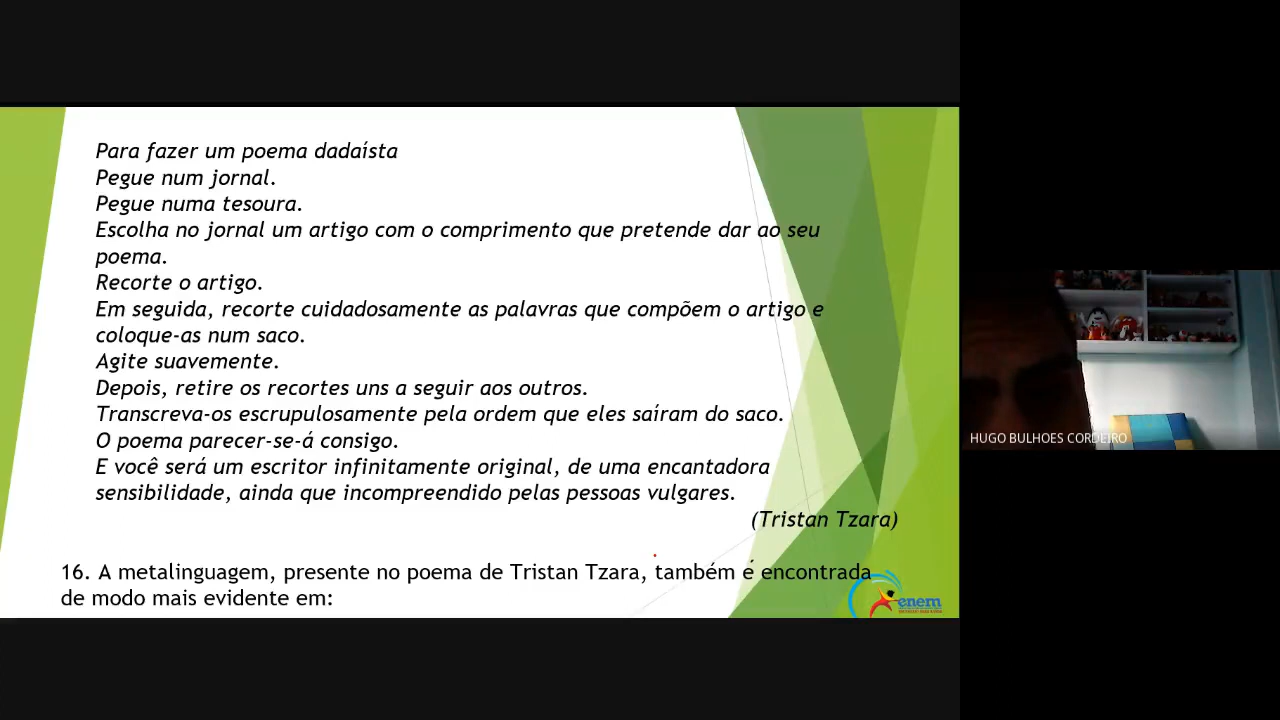 Para fazer um poema dadaísta
Pegue num jornal.
Pegue numa tesoura.
Escolha no jornal um artigo com o comprimento que pretende dar ao seu
poema.
Recorte o artigo.
Em seguida, recorte cuidadosamente as palavras que compõem o artigo e
coloque-as num saco.
Agite suavemente.
Depois, retire os recortes uns a seguir aos outros.
Transcreva-os escrupulosamente pela ordem que eles saíram do saco.
O poema parecer-se-á consigo.
E você será um escritor infinitamente original, de uma encantadora
sensibilidade, ainda que incompreendido pelas pessoas vulgares.
(Tristan Tzara)
16. A metalinguagem, presente no poema de Tristan Tzara, também é encontrada
de modo mais evidente em:
enem
HUGO BULHOES CORDEIRO